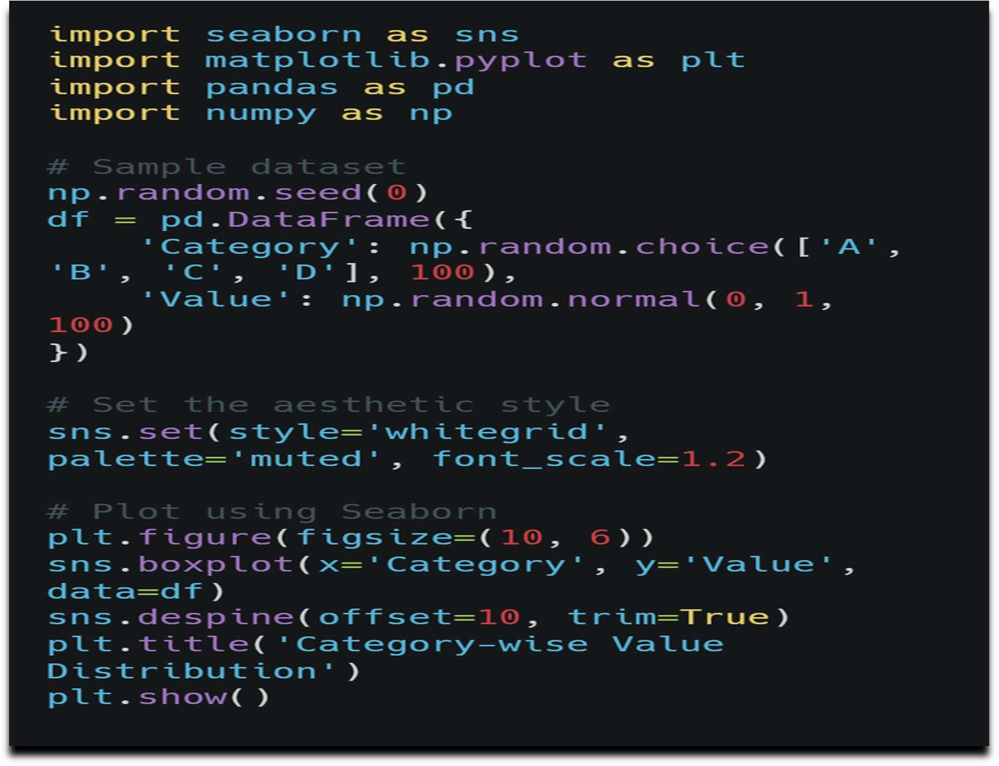 import seaborn as sns
import matplotlib.pyplot as plt
import pandas as pd
import numpy as np

# Sample dataset
np.random.seed(0)
df = pd.DataFrame({
    'Category': np.random.choice(['A',
'B', 'C', 'D'], 100),
    'Value': np.random.normal(0, 1,
100)
})

# Set the aesthetic style
sns.set(style='whitegrid',
palette='muted', font_scale=1.2)

# Plot using Seaborn
plt.figure(figsize=(10, 6))
sns.boxplot(x='Category', y='Value',
data=df)
sns.despine(offset=10, trim=True)
plt.title('Category-wise Value
Distribution')
plt.show()